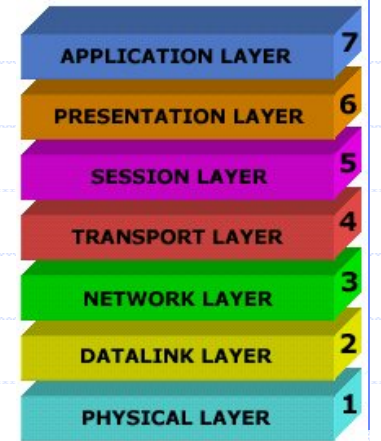 APPLICATION LAYER 7
PRESENTATION LAYER 6
SESSION LAYER 5
TRANSPORT LAYER 4
NETWORK LAYER 3
DATALINK LAYER 2
PHYSICAL LAYER 1